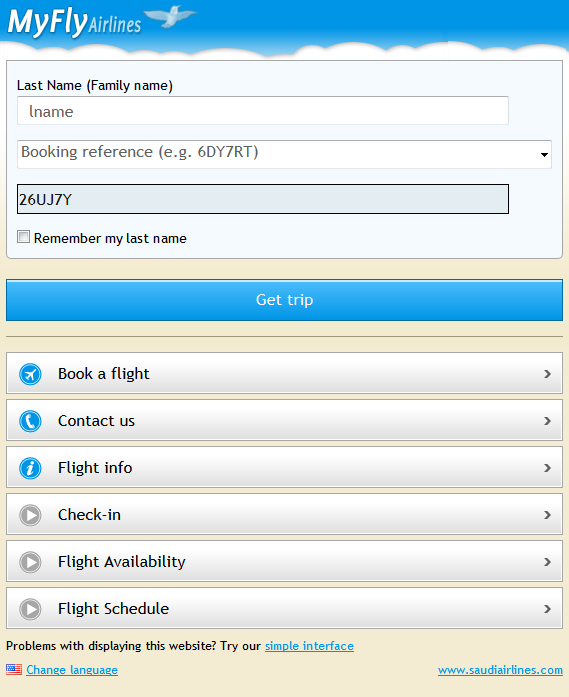 MyFly Airlines
Last Name (Family name)
lname
Booking reference (e.g. 6DY7RT)
26UJ7Y
Remember my last name
Get trip
Book a flight
Contact us
Flight info
Check-in
Flight Availability
Flight Schedule
Problems with displaying this website? Try our simple interface
Change language www.saudiairlines.com